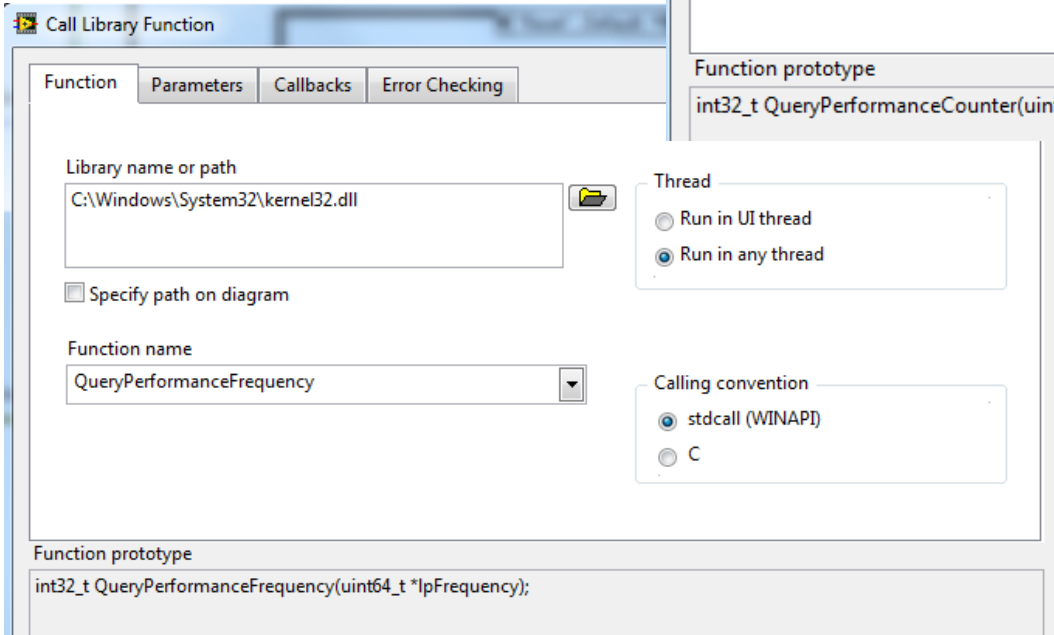 Call Library Function
Function Parameters Callbacks Error Checking
Function prototype
int32_t QueryPerformanceCounter(uin
Library name or path
C:\Windows\System32\kernel32.dll
Specify path on diagram
Function name
QueryPerformanceFrequency
Thread
Run in UI thread
Run in any thread
Calling convention
stdcall (WINAPI)
C
Function prototype
int32_t QueryPerformanceFrequency(uint64_t *lpFrequency);